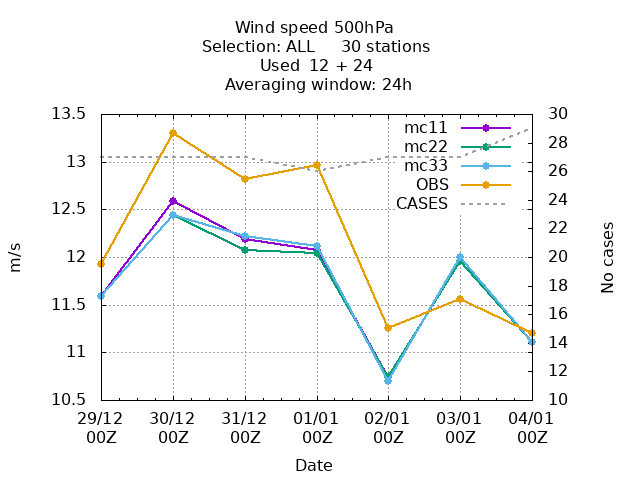 Wind speed 500hPa
Selection: ALL 30 stations
Used 12 + 24
Averaging window: 24h
13.5
13
12.5
12
11.5
11
10.5
m/s
30
28
26
24
22
20
18
16
14
12
10
No cases
mc11
mc22
mc33
OBS
CASES
29/12 30/12 31/12 01/01 02/01 03/01 04/01
00Z 00Z 00Z 00Z 00Z 00Z 00Z
Date